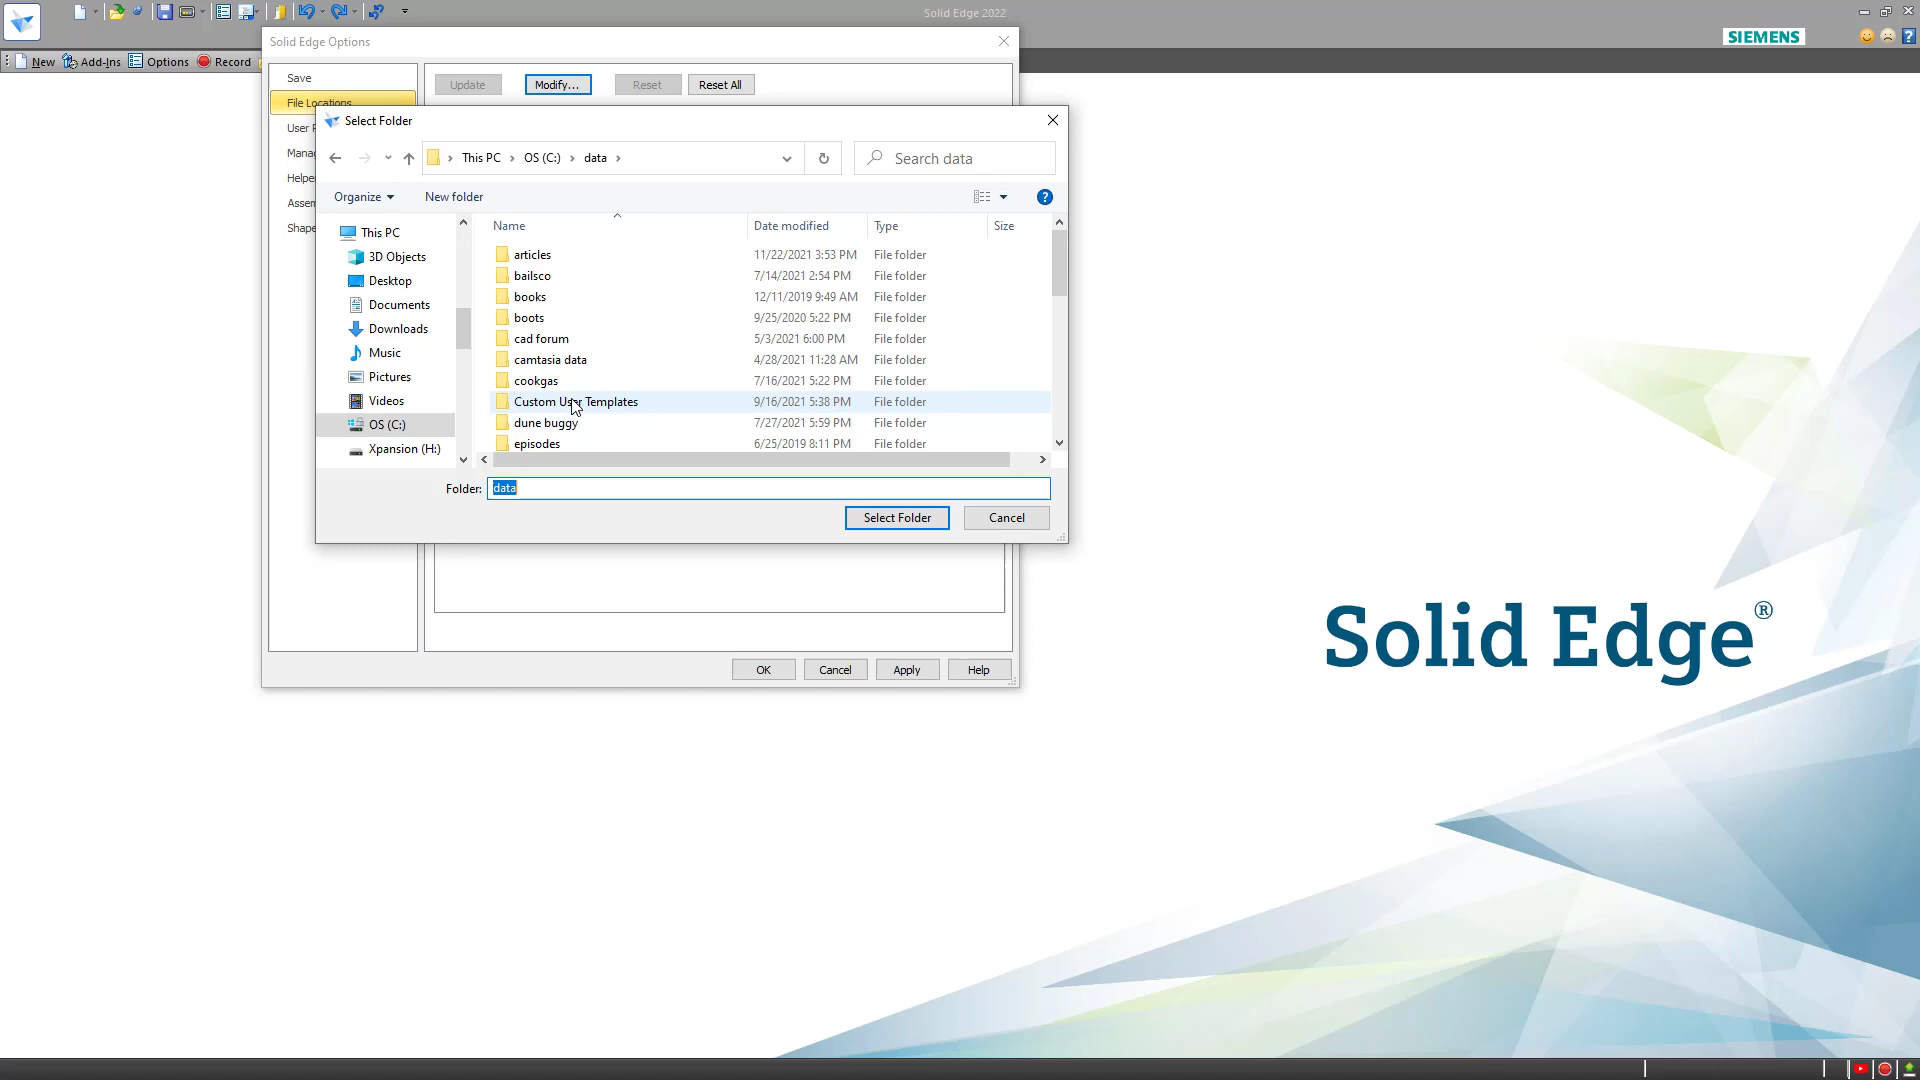 Solid Edge 2022
SIEMENS
New Add-Ins Options Record
Solid Edge Options
Save
File Locations
User
Mana
Helpe
Assem
Shape
Update Modify... Reset Reset All
Select Folder
This PC > OS (C:) > data >
Search data
Organize New folder
This PC
3D Objects
Desktop
Documents
Downloads
Music
Pictures
Videos
OS (C:)
Xpansion (H:)
Name Date modified Type Size
articles 11/22/2021 3:53 PM File folder
bailsco 7/14/2021 2:54 PM File folder
books 12/11/2019 9:49 AM File folder
boots 9/25/2020 5:22 PM File folder
cad forum 5/3/2021 6:00 PM File folder
camtasia data 4/28/2021 11:28 AM File folder
cookgas 7/16/2021 5:22 PM File folder
Custom User Templates 9/16/2021 5:38 PM File folder
dune buggy 7/27/2021 5:59 PM File folder
episodes 6/25/2019 8:11 PM File folder
Folder: data
Select Folder Cancel
OK Cancel Apply Help
Solid Edge®